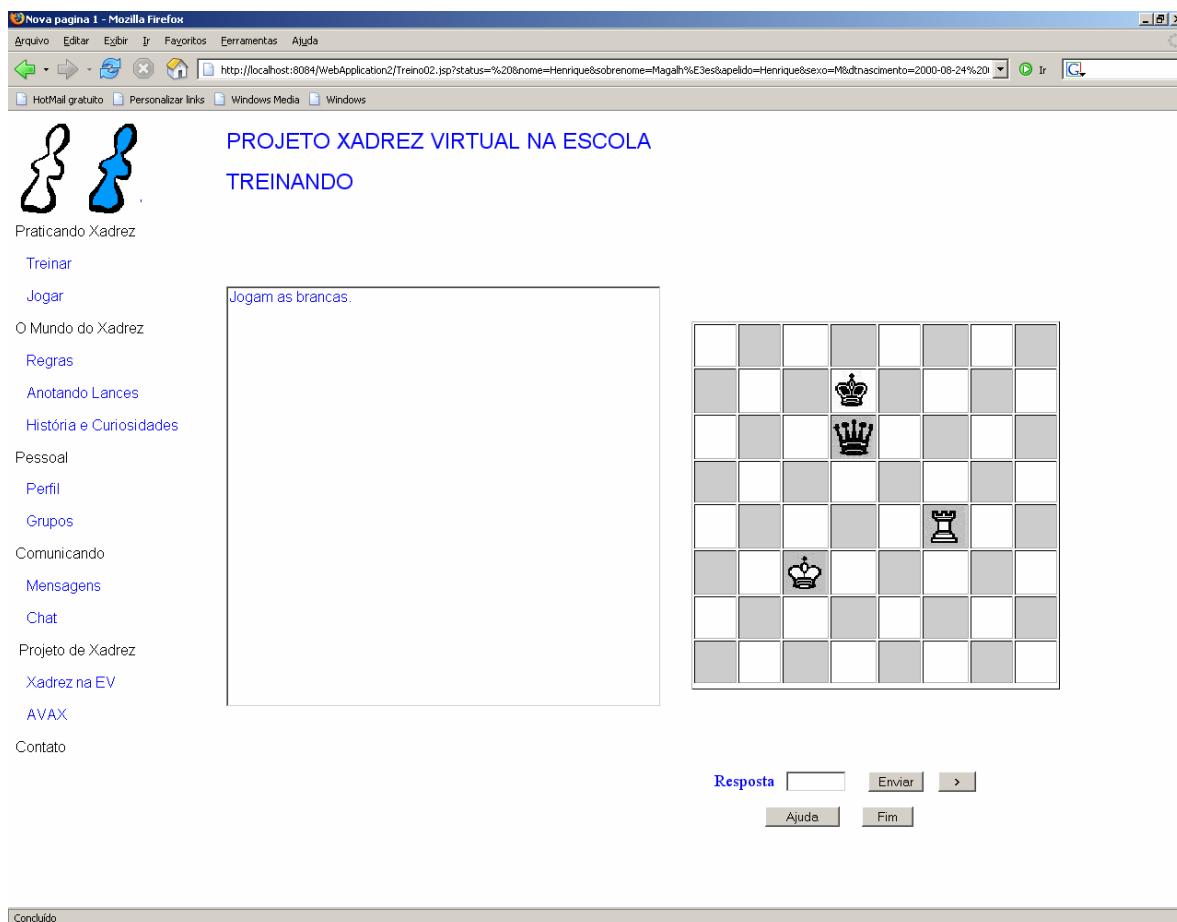 Nova pagina 1 - Mozilla Firefox
Arquivo Editar Exibir Ir Favoritos Ferramentas Ajuda
http://localhost:8084/WebApplication2/Treino02.jsp?status=%20&nome=Henrique&sobrenome=Magalh%E3es&apelido=Henrique&sexo=M&dtnascimento=2000-08-24%20 Ir G
HotMail gratuito Personalizar links Windows Media Windows
PROJETO XADREZ VIRTUAL NA ESCOLA
TREINANDO
Praticando Xadrez
Treinar
Jogar
O Mundo do Xadrez
Regras
Anotando Lances
História e Curiosidades
Pessoal
Perfil
Grupos
Comunicando
Mensagens
Chat
Projeto de Xadrez
Xadrez na EV
AVAX
Contato
Jogam as brancas.
Resposta Enviar >
Ajuda Fim
Concluído